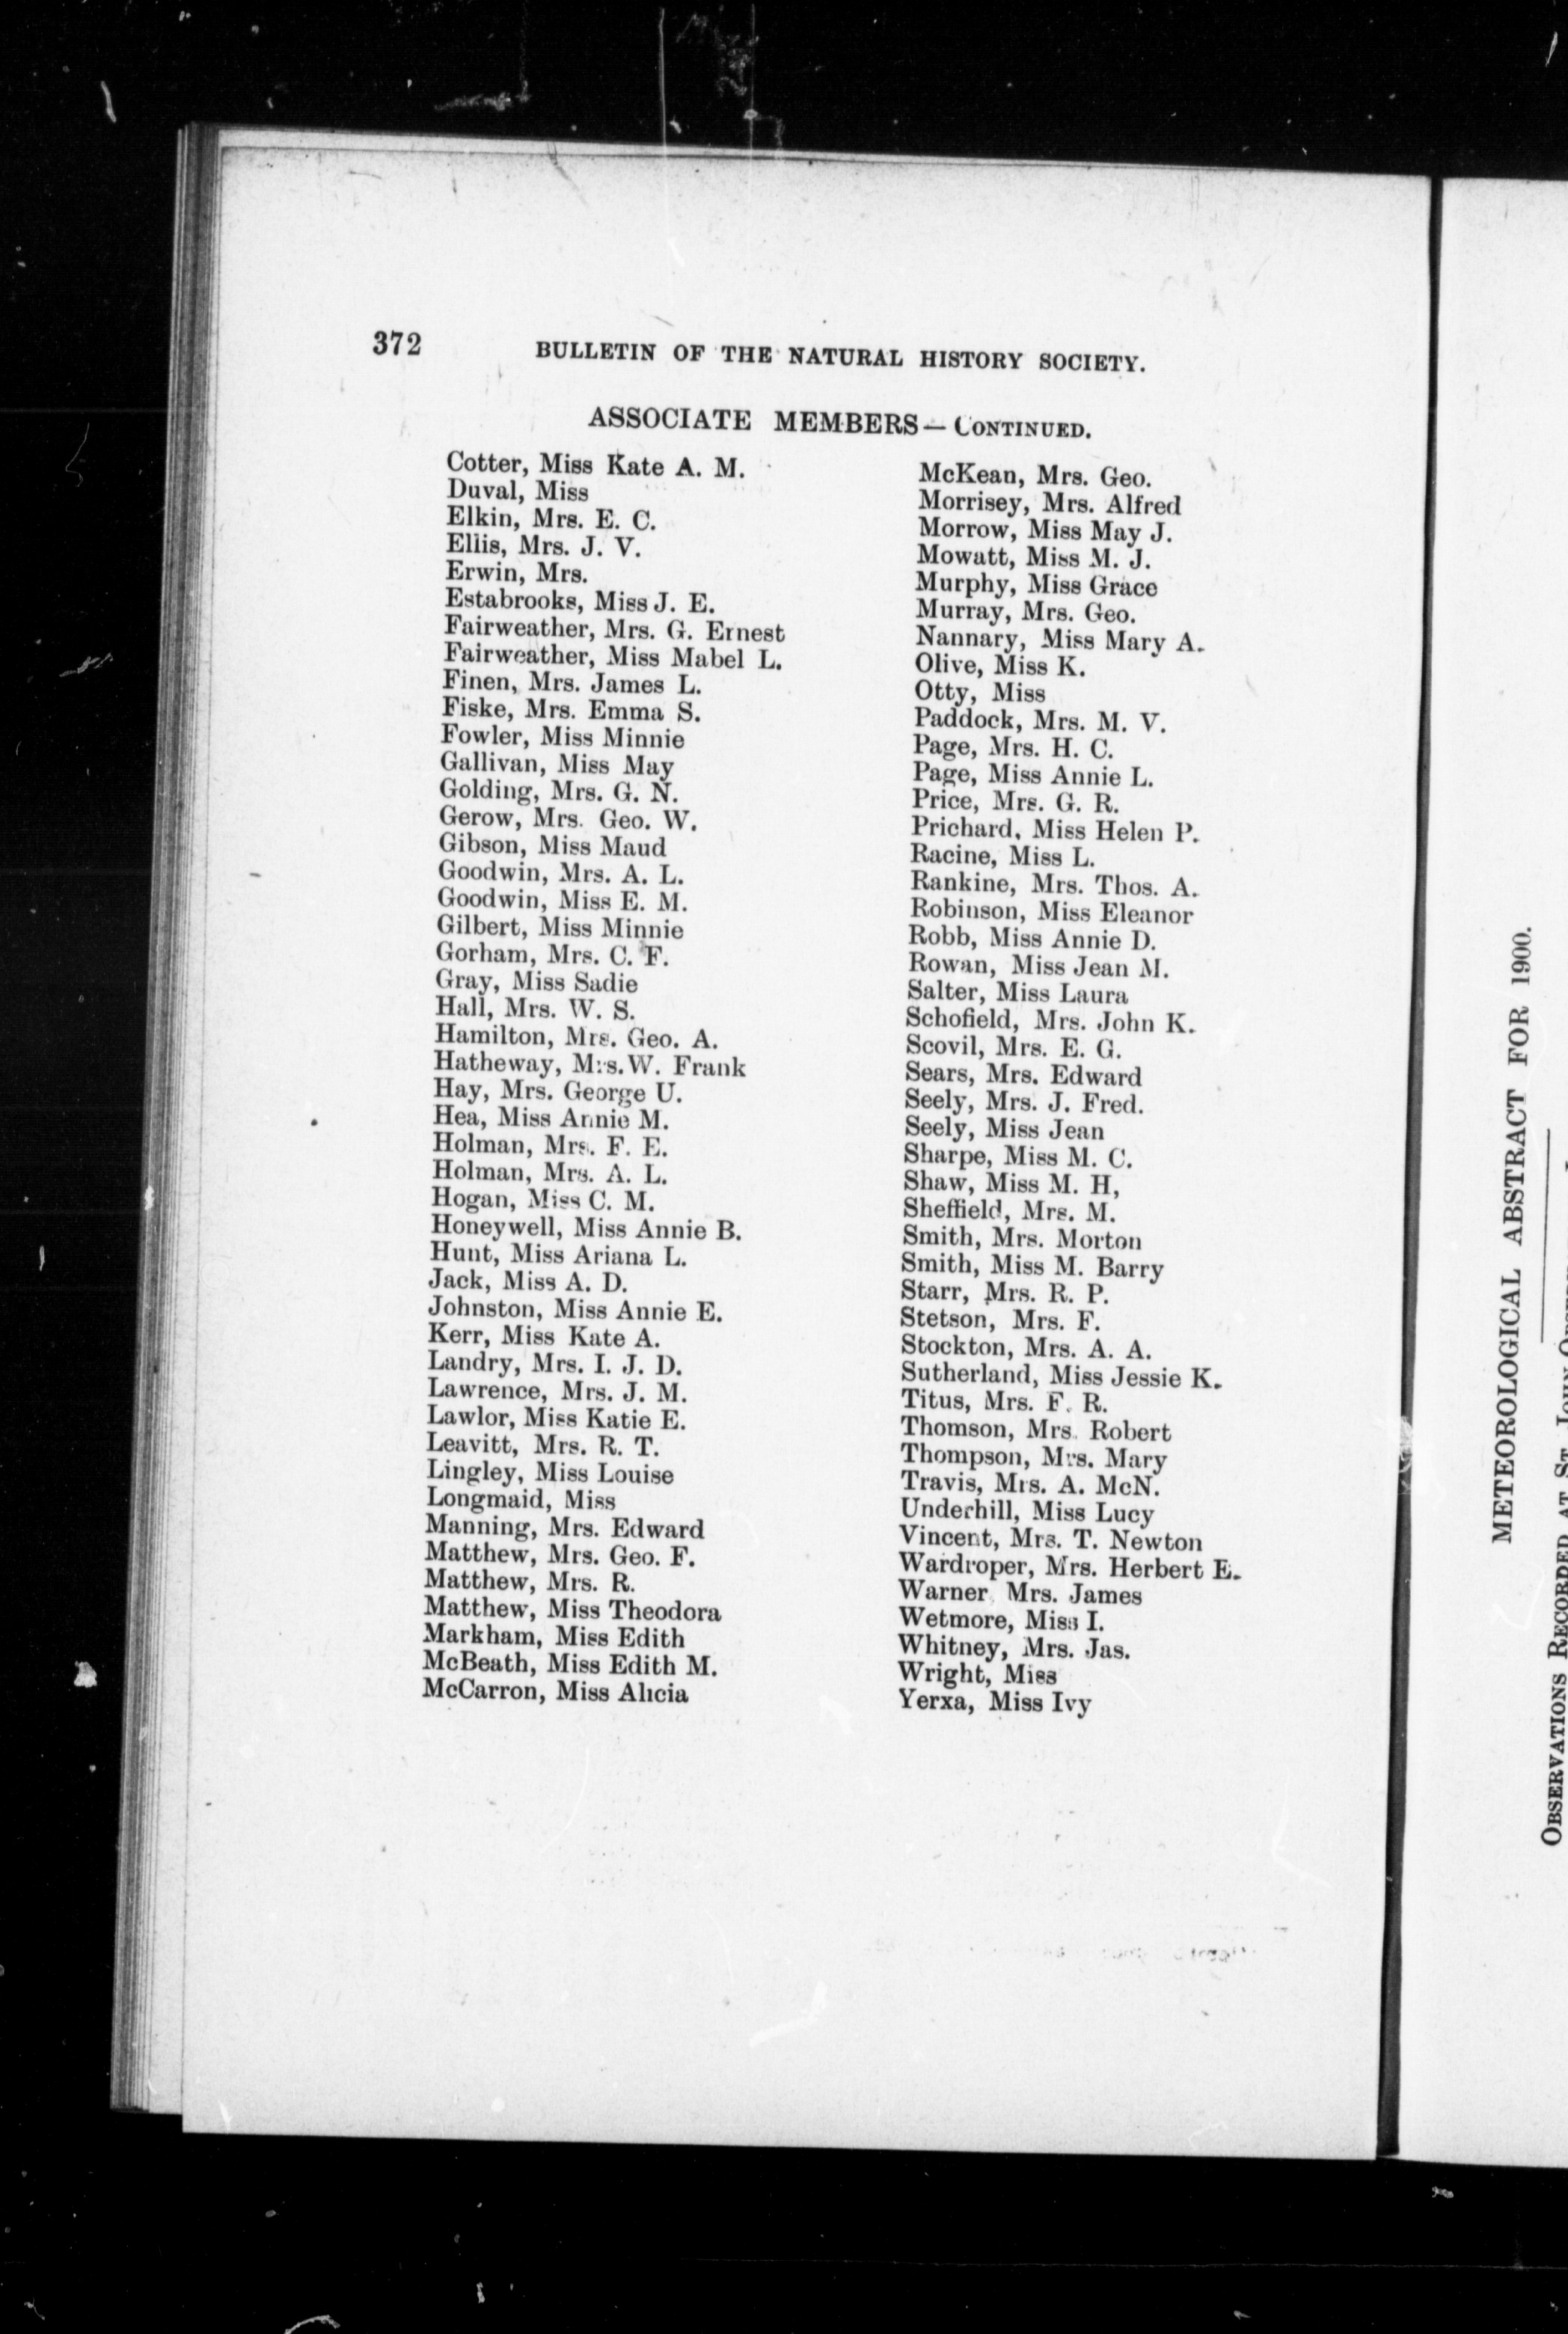 372 BULLETIN OF THE NATURAL HISTORY SOCIETY.
ASSOCIATE MEMBERS — CONTINUED.
Cotter, Miss Kate A. M.
Duval, Miss
Elkin, Mrs. E. C.
Ellis, Mrs. J. V.
Erwin, Mrs.
Estabrooks, Miss J. E.
Fairweather, Mrs. G. Ernest
Fairweather, Miss Mabel L.
Finen, Mrs. James L.
Fiske, Mrs. Emma S.
Fowler, Miss Minnie
Gallivan, Miss May
Golding, Mrs. G. N.
Gerow, Mrs. Geo. W.
Gibson, Miss Maud
Goodwin, Mrs. A. L.
Goodwin, Miss E. M.
Gilbert, Miss Minnie
Gorham, Mrs. C. F.
Gray, Miss Sadie
Hall, Mrs. W. S.
Hamilton, Mrs. Geo. A.
Hatheway, Mrs. W. Frank
Hay, Mrs. George U.
Hea, Miss Annie M.
Holman, Mrs. F. E.
Holman, Mrs. A. L.
Hogan, Miss C. M.
Honeywell, Miss Annie B.
Hunt, Miss Ariana L.
Jack, Miss A. D.
Johnston, Miss Annie E.
Kerr, Miss Kate A.
Landry, Mrs. I. J. D.
Lawrence, Mrs. J. M.
Lawlor, Miss Katie E.
Leavitt, Mrs. R. T.
Lingley, Miss Louise
Longmaid, Miss
Manning, Mrs. Edward
Matthew, Mrs. Geo. F.
Matthew, Mrs. R.
Matthew, Miss Theodora
Markham, Miss Edith
McBeath, Miss Edith M.
McCarron, Miss Alicia
McKean, Mrs. Geo.
Morrisey, Mrs. Alfred
Morrow, Miss May J.
Mowatt, Miss M. J.
Murphy, Miss Grace
Murray, Mrs. Geo.
Nannary, Miss Mary A.
Olive, Miss K.
Otty, Miss
Paddock, Mrs. M. V.
Page, Mrs. H. C.
Page, Miss Annie L.
Price, Mrs. G. R.
Prichard, Miss Helen P.
Racine, Miss L.
Rankine, Mrs. Thos. A.
Robinson, Miss Eleanor
Robb, Miss Annie D.
Rowan, Miss Jean M.
Salter, Miss Laura
Schofield, Mrs. John K.
Scovil, Mrs. E. G.
Sears, Mrs. Edward
Seely, Mrs. J. Fred.
Seely, Miss Jean
Sharpe, Miss M. C.
Shaw, Miss M. H,
Sheffield, Mrs. M.
Smith, Mrs. Morton
Smith, Miss M. Barry
Starr, Mrs. R. P.
Stetson, Mrs. F.
Stockton, Mrs. A. A.
Sutherland, Miss Jessie K.
Titus, Mrs. F. R.
Thomson, Mrs. Robert
Thompson, Mrs. Mary
Travis, Mrs. A. McN.
Underhill, Miss Lucy
Vincent, Mrs. T. Newton
Wardroper, Mrs. Herbert E.
Warner, Mrs. James
Wetmore, Miss I.
Whitney, Mrs. Jas.
Wright, Miss
Yerxa, Miss Ivy
METEOROLOGICAL ABSTRACT FOR 1900.
OBSERVATIONS RECORDED AT ST. JOHN